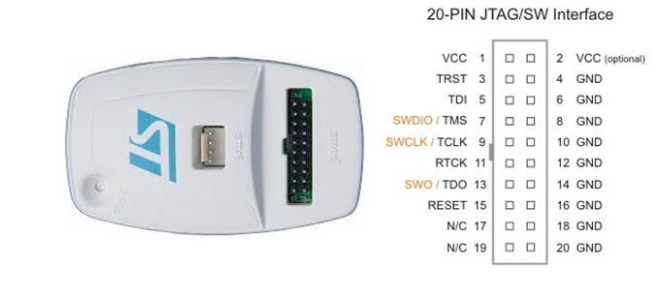 20-PIN JTAG/SW Interface
VCC 1 2 VCC (optional)
TRST 3 4 GND
TDI 5 6 GND
SWDIO / TMS 7 8 GND
SWCLK / TCLK 9 10 GND
RTCK 11 12 GND
SWO / TDO 13 14 GND
RESET 15 16 GND
N/C 17 18 GND
N/C 19 20 GND
ST